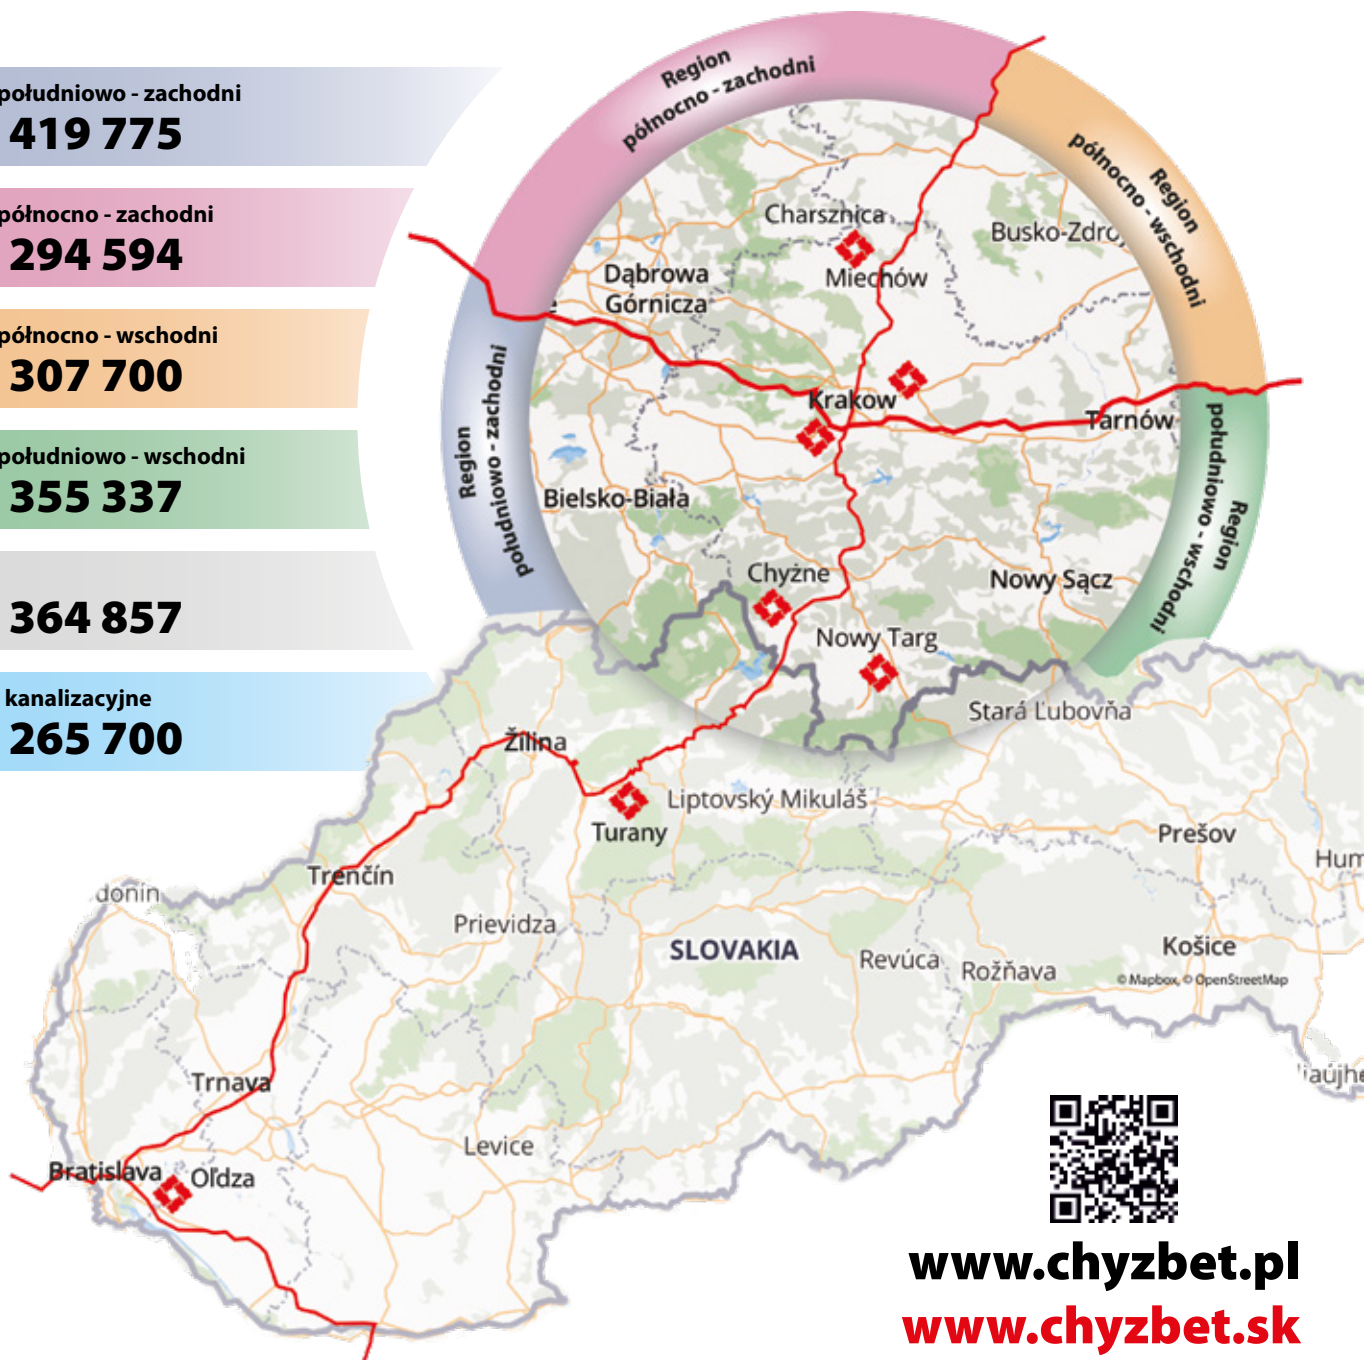 południowo - zachodni
419 775
północno - zachodni
294 594
północno - wschodni
307 700
południowo - wschodni
355 337
364 857
kanalizacyjne
265 700
Region
północno - zachodni
Region
północno - wschodni
Region
południowo - zachodni
Region
południowo - wschodni
Charsznica
Busko-Zdro
Miechów
Dąbrowa
Górnicza
Krakow
Tarnów
Bielsko-Biała
Chyżne
Nowy Sącz
Nowy Targ
Stará Ľubovňa
Žilina
Liptovský Mikuláš
Turany
Prešov
Hum
Trenčín
donín
Prievidza
SLOVAKIA
Revúca
Rožňava
Košice
© Mapbox, © OpenStreetMap
Trnava
Levice
Bratislava
Oľdza
www.chyzbet.pl
www.chyzbet.sk